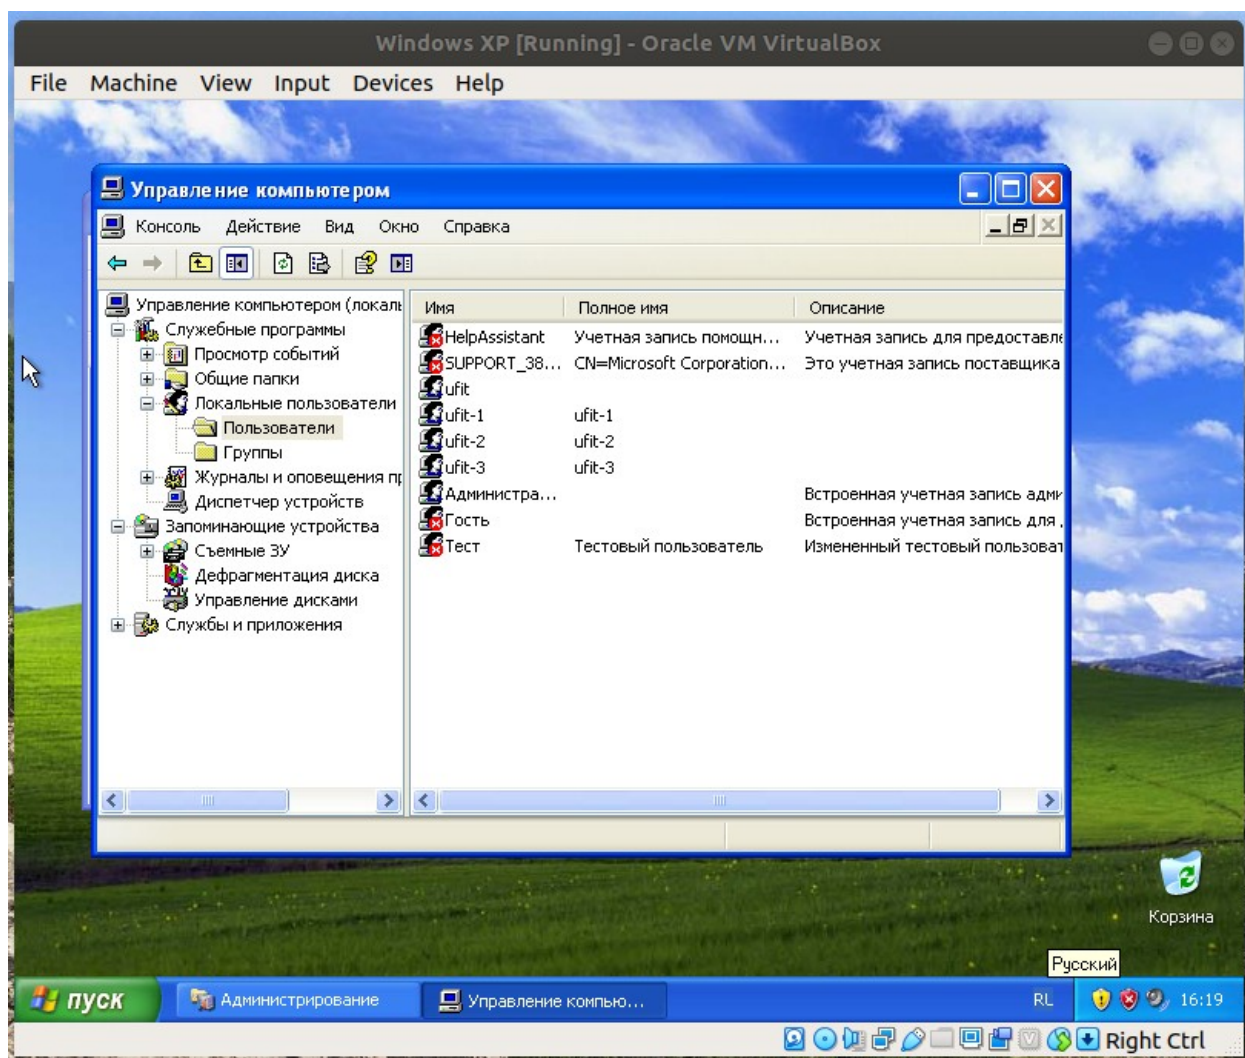 Windows XP [Running] - Oracle VM VirtualBox
File Machine View Input Devices Help
Управление компьютером
Консоль Действие Вид Окно Справка
Управление компьютером (локаль
Служебные программы
Просмотр событий
Общие папки
Локальные пользователи
Пользователи
Группы
Журналы и оповещения пр
Диспетчер устройств
Запоминающие устройства
Съемные ЗУ
Дефрагментация диска
Управление дисками
Службы и приложения
Имя Полное имя Описание
HelpAssistant Учетная запись помощн... Учетная запись для предоставле
SUPPORT_38... CN=Microsoft Corporation... Это учетная запись поставщика
ufit
ufit-1 ufit-1
ufit-2 ufit-2
ufit-3 ufit-3
Администра... Встроенная учетная запись адми
Гость Встроенная учетная запись для
Тест Тестовый пользователь Измененный тестовый пользоват
Корзина
Русский
пуск Администрирование Управление компью... RL 16:19
Right Ctrl